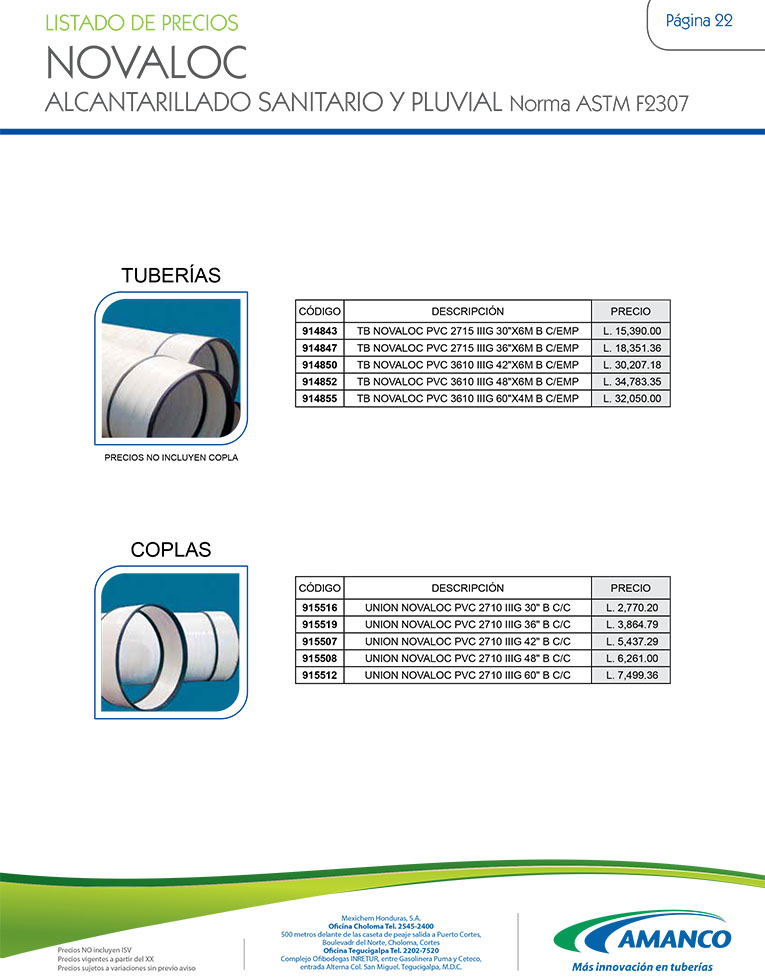 LISTADO DE PRECIOS
Página 22
NOVALOC
ALCANTARILLADO SANITARIO Y PLUVIAL Norma ASTM F2307
TUBERÍAS
CÓDIGO DESCRIPCIÓN PRECIO
914843 TB NOVALOC PVC 2715 IIIG 30"X6M B C/EMP L. 15,390.00
914847 TB NOVALOC PVC 2715 IIIG 36"X6M B C/EMP L. 18,351.36
914850 TB NOVALOC PVC 3610 IIIG 42"X6M B C/EMP L. 30,207.18
914852 TB NOVALOC PVC 3610 IIIG 48"X6M B C/EMP L. 34,783.35
914855 TB NOVALOC PVC 3610 IIIG 60"X4M B C/EMP L. 32,050.00
PRECIOS NO INCLUYEN COPLA
COPLAS
CÓDIGO DESCRIPCIÓN PRECIO
915516 UNION NOVALOC PVC 2710 IIIG 30" B C/C L. 2,770.20
915519 UNION NOVALOC PVC 2710 IIIG 36" B C/C L. 3,864.79
915507 UNION NOVALOC PVC 2710 IIIG 42" B C/C L. 5,437.29
915508 UNION NOVALOC PVC 2710 IIIG 48" B C/C L. 6,261.00
915512 UNION NOVALOC PVC 2710 IIIG 60" B C/C L. 7,499.36
Precios NO incluyen ISV
Precios vigentes a partir del XX
Precios sujetos a variaciones sin previo aviso
Mexichem Honduras, S.A.
Oficina Choloma Tel. 2545-2400
500 metros delante de las caseta de peaje salida a Puerto Cortes,
Boulevadr del Norte, Choloma, Cortes
Oficina Tegucigalpa Tel. 2202-7520
Complejo Ofibodegas INRETUR, entre Gasolinera Puma y Ceteco,
entrada Alterna Col. San Miguel, Tegucigalpa, M.D.C.
AMANCO
Más innovación en tuberías